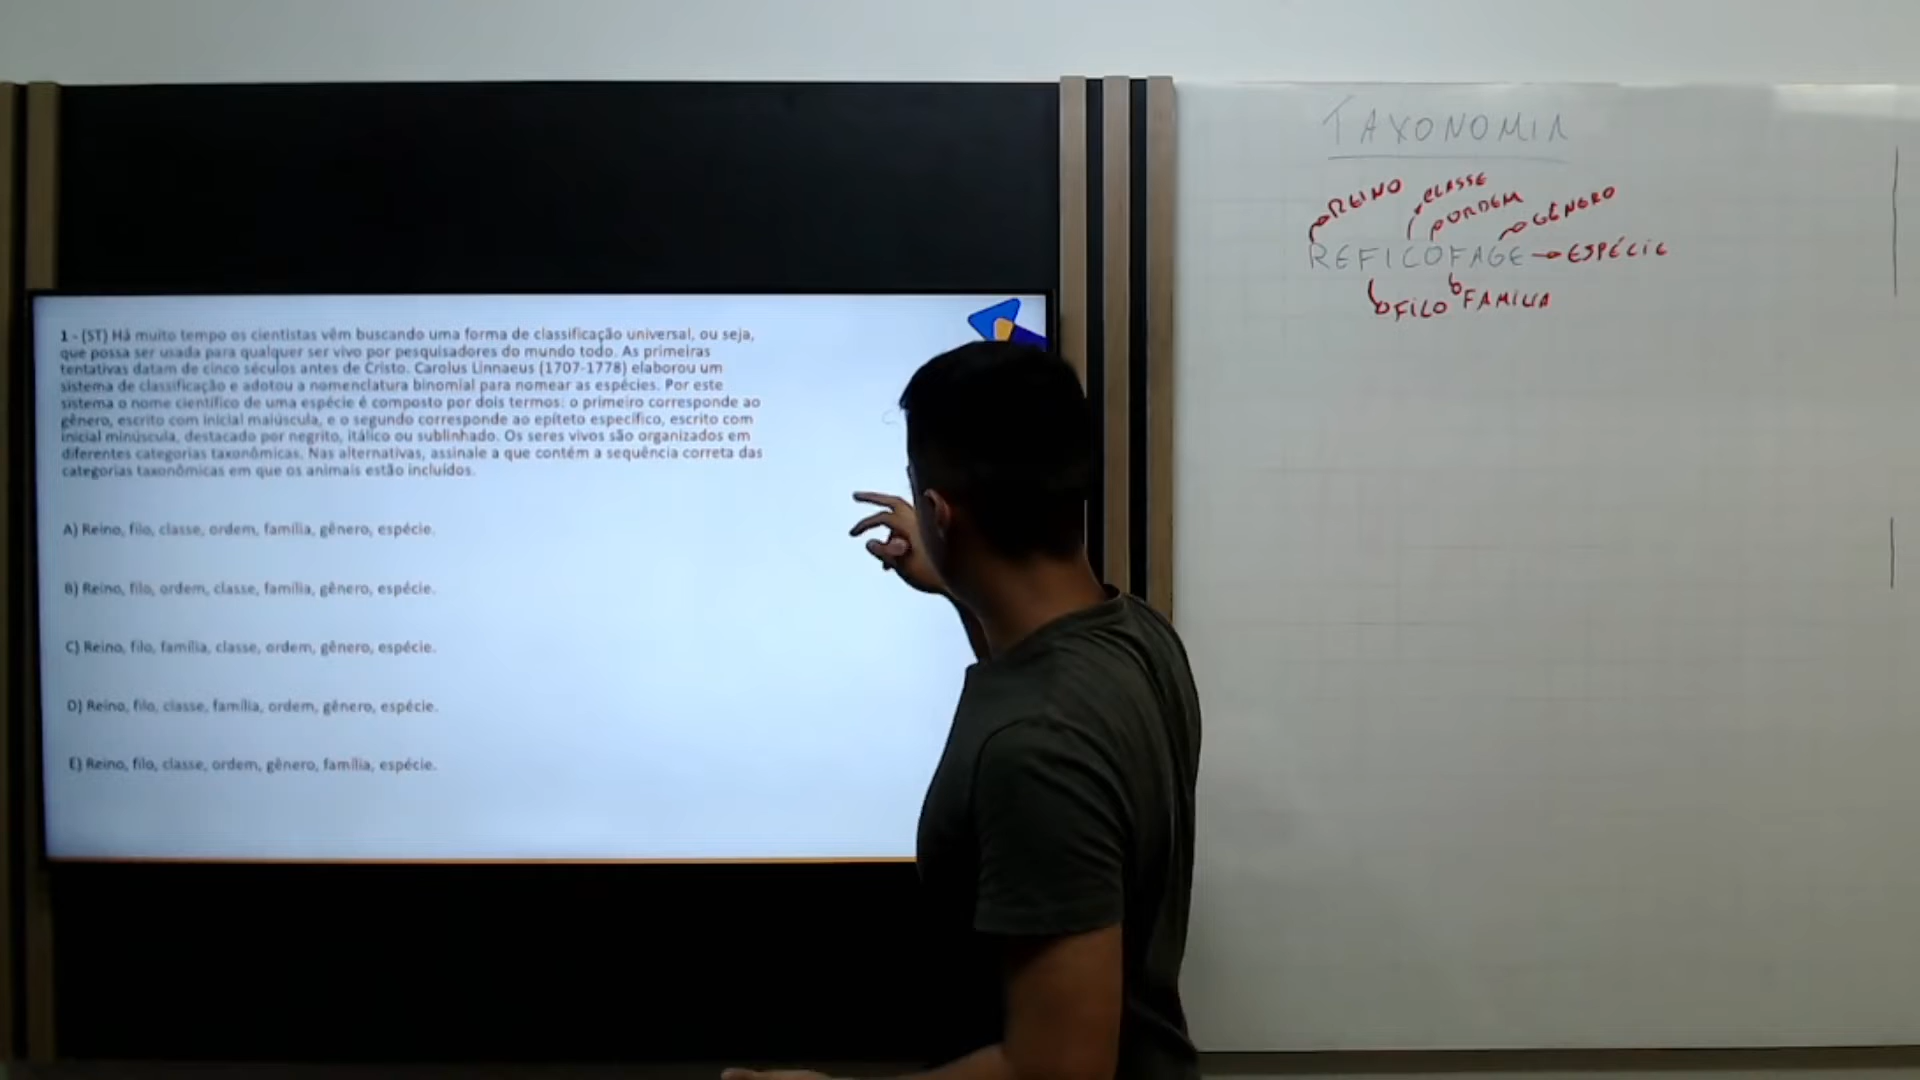 1 - (ST) Há muito tempo os cientistas vêm buscando uma forma de classificação universal, ou seja,
que possa ser usada para qualquer ser vivo por pesquisadores do mundo todo. As primeiras
tentativas datam de cinco séculos antes de Cristo. Carolus Linnaeus (1707-1778) elaborou um
sistema de classificação e adotou a nomenclatura binomial para nomear as espécies. Por este
sistema o nome científico de uma espécie é composto por dois termos: o primeiro corresponde ao
gênero, escrito com inicial maiúscula, e o segundo corresponde ao epíteto específico, escrito com
inicial minúscula, destacado por negrito, itálico ou sublinhado. Os seres vivos são organizados em
diferentes categorias taxonômicas. Nas alternativas, assinale a que contém a sequência correta das
categorias taxonômicas em que os animais estão incluídos.
A) Reino, filo, classe, ordem, família, gênero, espécie.
B) Reino, filo, ordem, classe, família, gênero, espécie.
C) Reino, filo, família, classe, ordem, gênero, espécie.
D) Reino, filo, classe, família, ordem, gênero, espécie.
E) Reino, filo, classe, ordem, gênero, família, espécie.
TAXONOMIA
REINO CLASSE
ORDEM GÊNERO
REFICOFAGE → ESPÉCIE
FILO FAMILIA